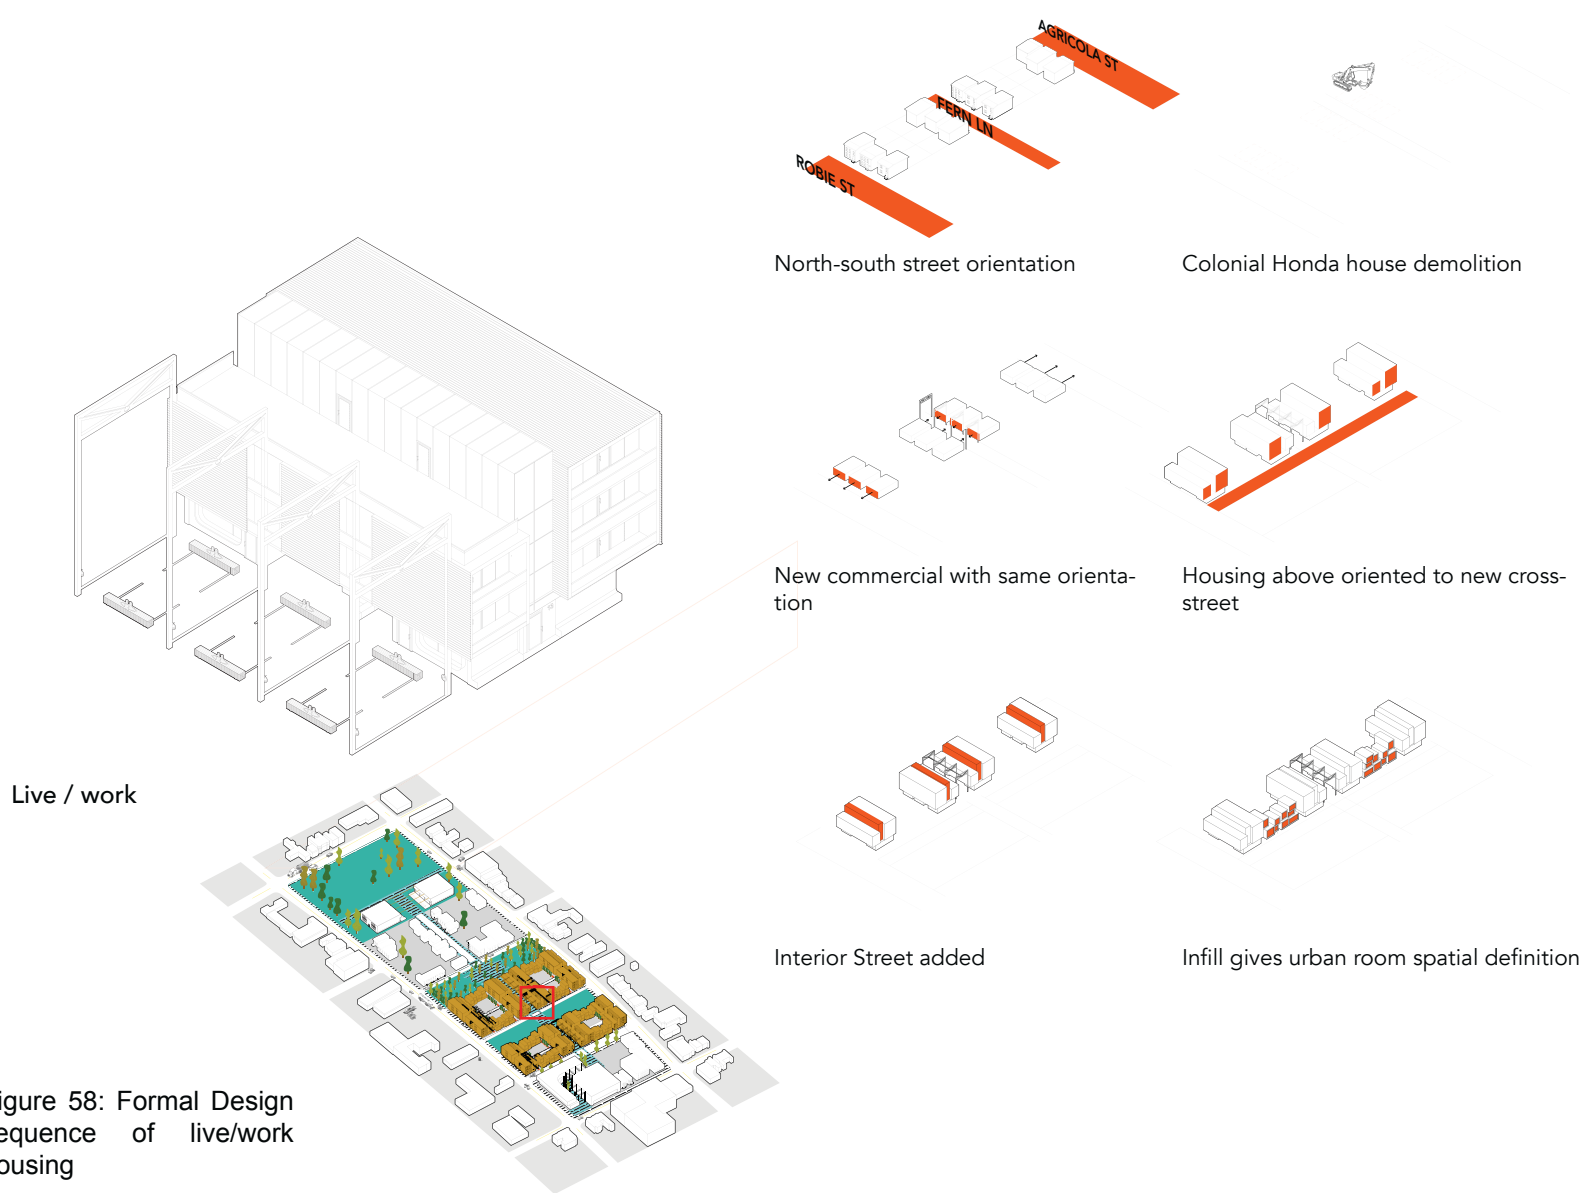 AGRICOLA ST
FERN LN
ROBIE ST
North-south street orientation
Colonial Honda house demolition
New commercial with same orienta-
tion
Housing above oriented to new cross-
street
Live / work
Interior Street added
Infill gives urban room spatial definition
igure 58: Formal Design
equence of live/work
ousing